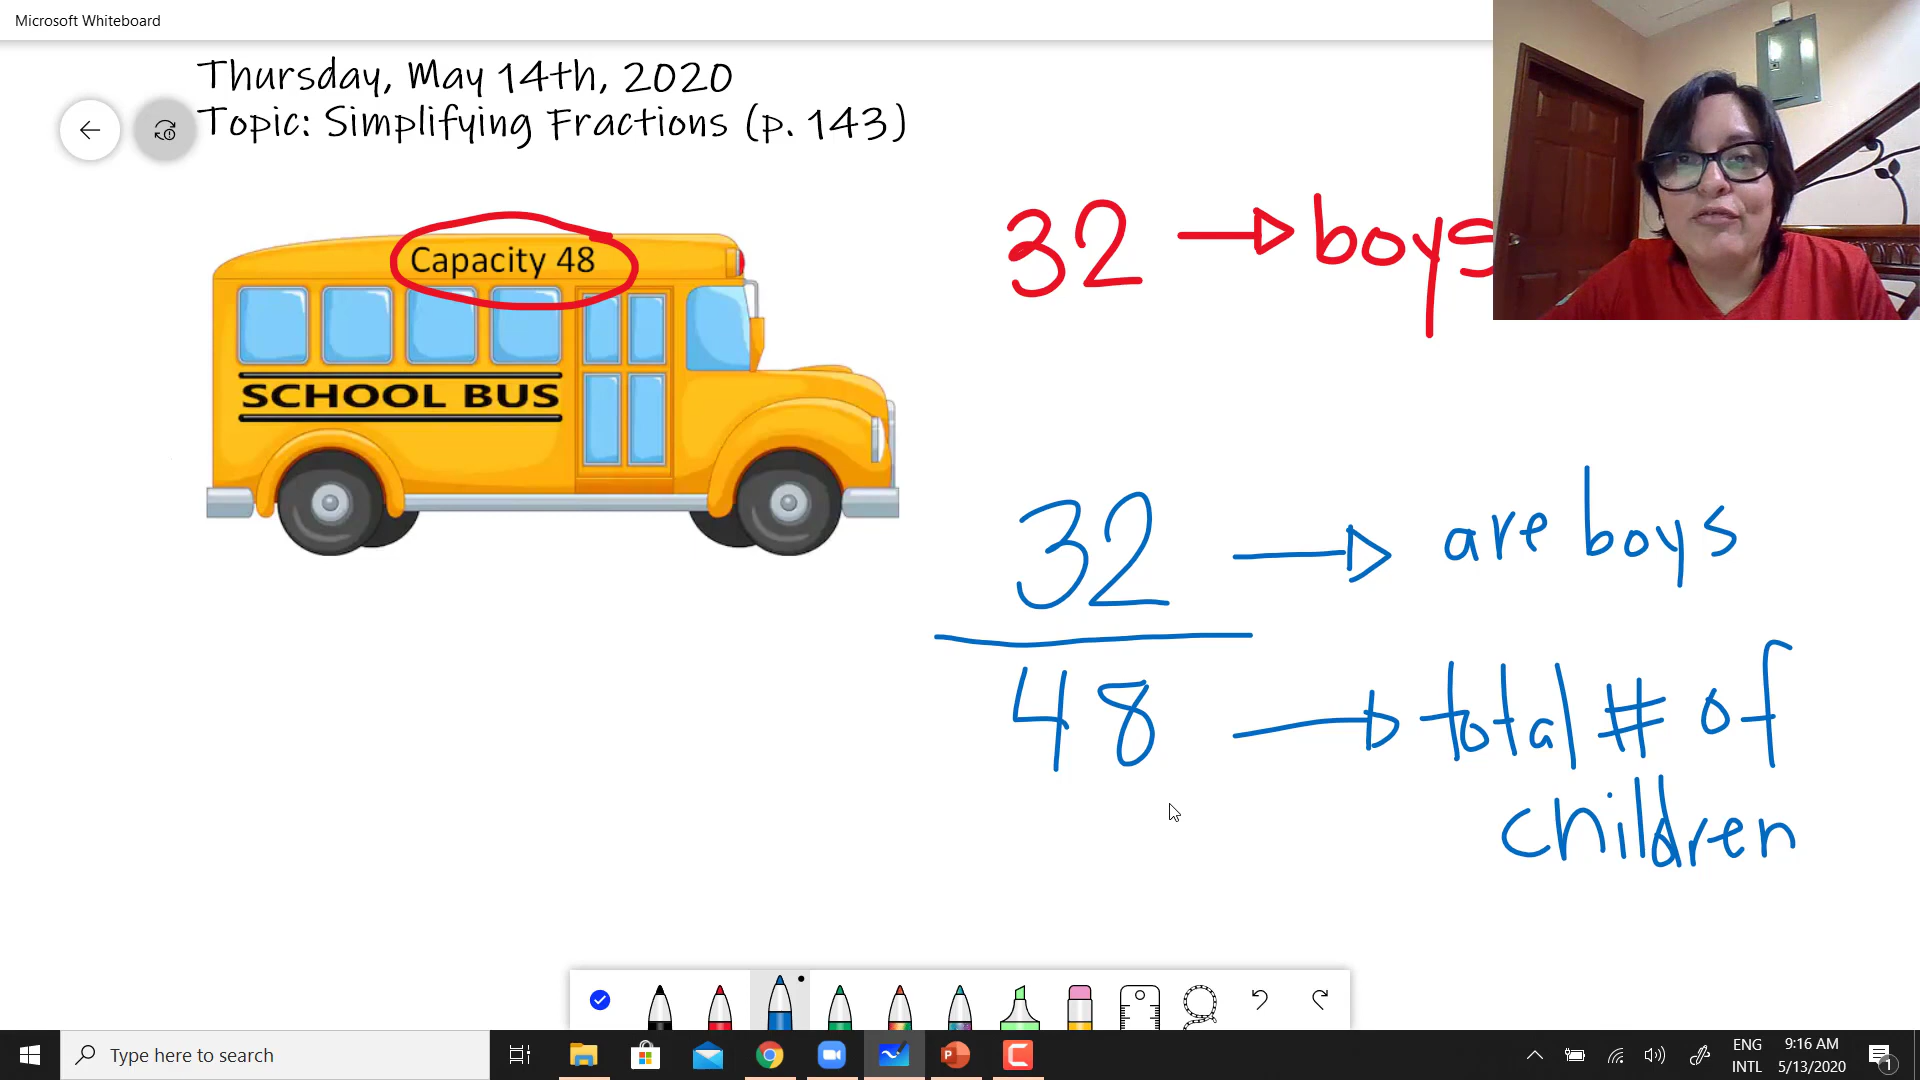 Microsoft Whiteboard
Thursday, May 14th, 2020
Topic: Simplifying Fractions (p. 143)
Capacity 48
SCHOOL BUS
32 → boys
32 → are boys
48 → total # of
children
Type here to search
ENG
INTL
9:16 AM
5/13/2020
1